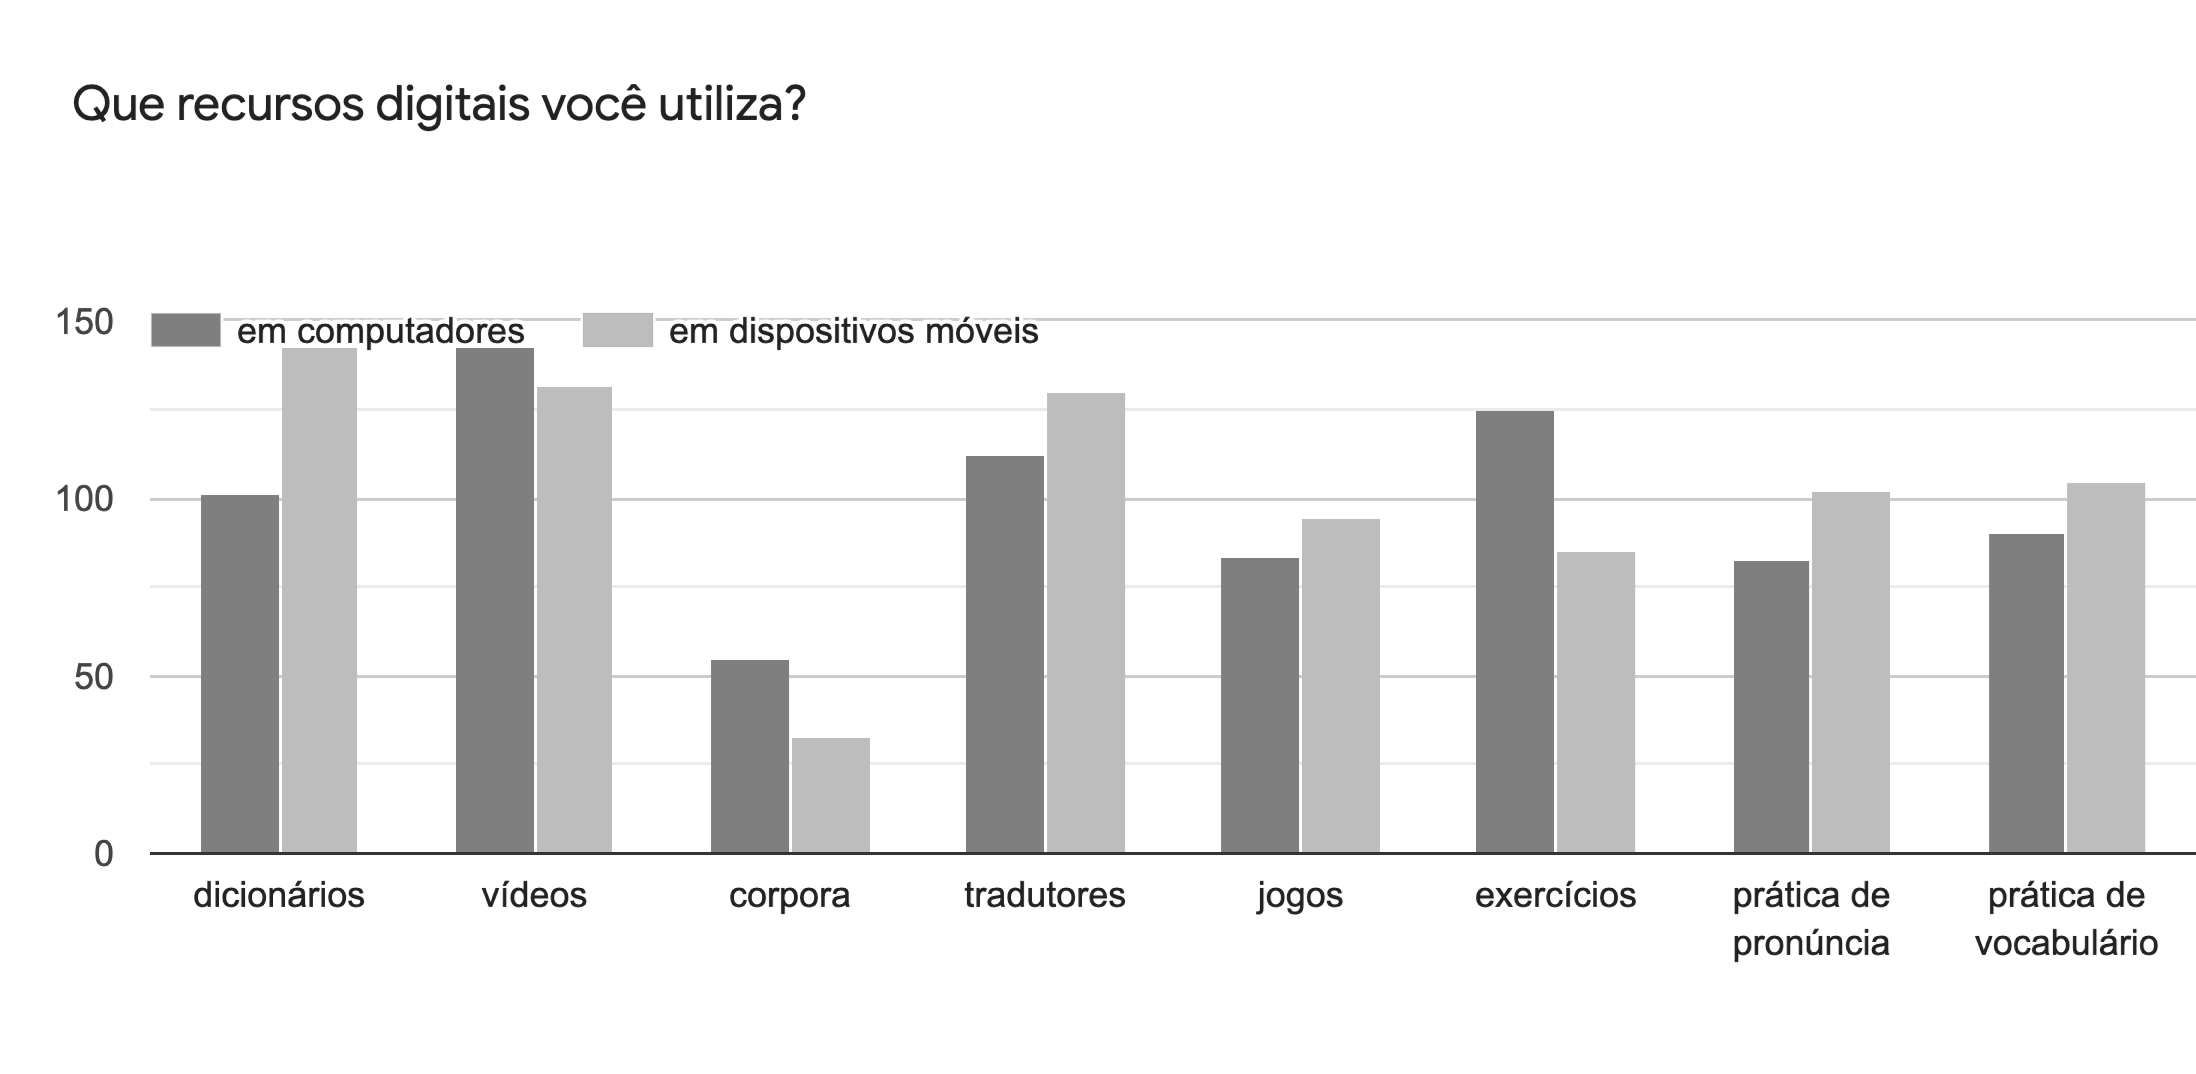 Que recursos digitais você utiliza?
em computadores
em dispositivos móveis
150
100
50
0
dicionários
vídeos
corpora
tradutores
jogos
exercícios
prática de
pronúncia
prática de
vocabulário